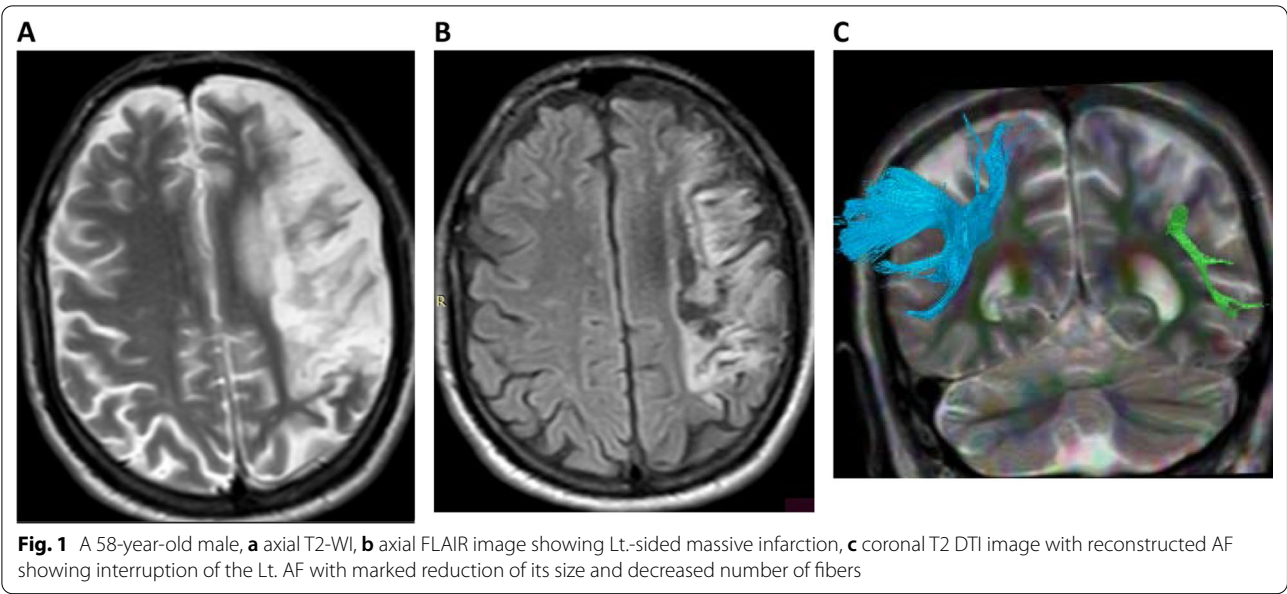 A
B
C
R
Fig. 1 A 58-year-old male, a axial T2-WI, b axial FLAIR image showing Lt.-sided massive infarction, c coronal T2 DTI image with reconstructed AF
showing interruption of the Lt. AF with marked reduction of its size and decreased number of fibers